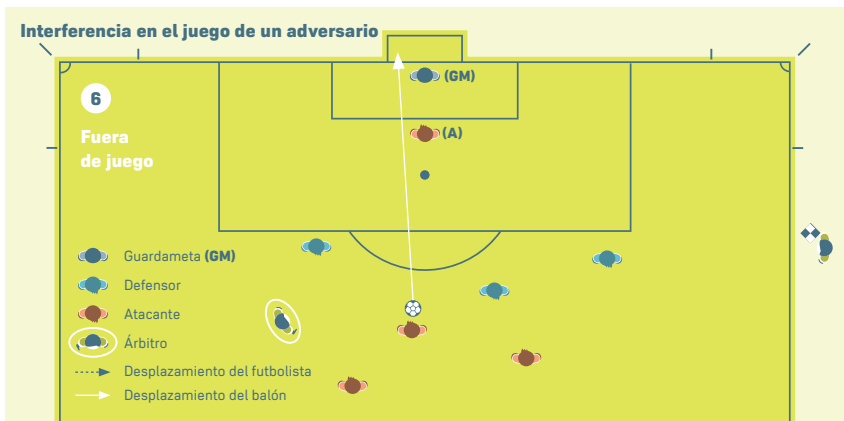 Interferencia en el juego de un adversario
(GM)
6
(A)
Fuera
de juego
Guardameta (GM)
Defensor
Atacante
Árbitro
Desplazamiento del futbolista
Desplazamiento del balón